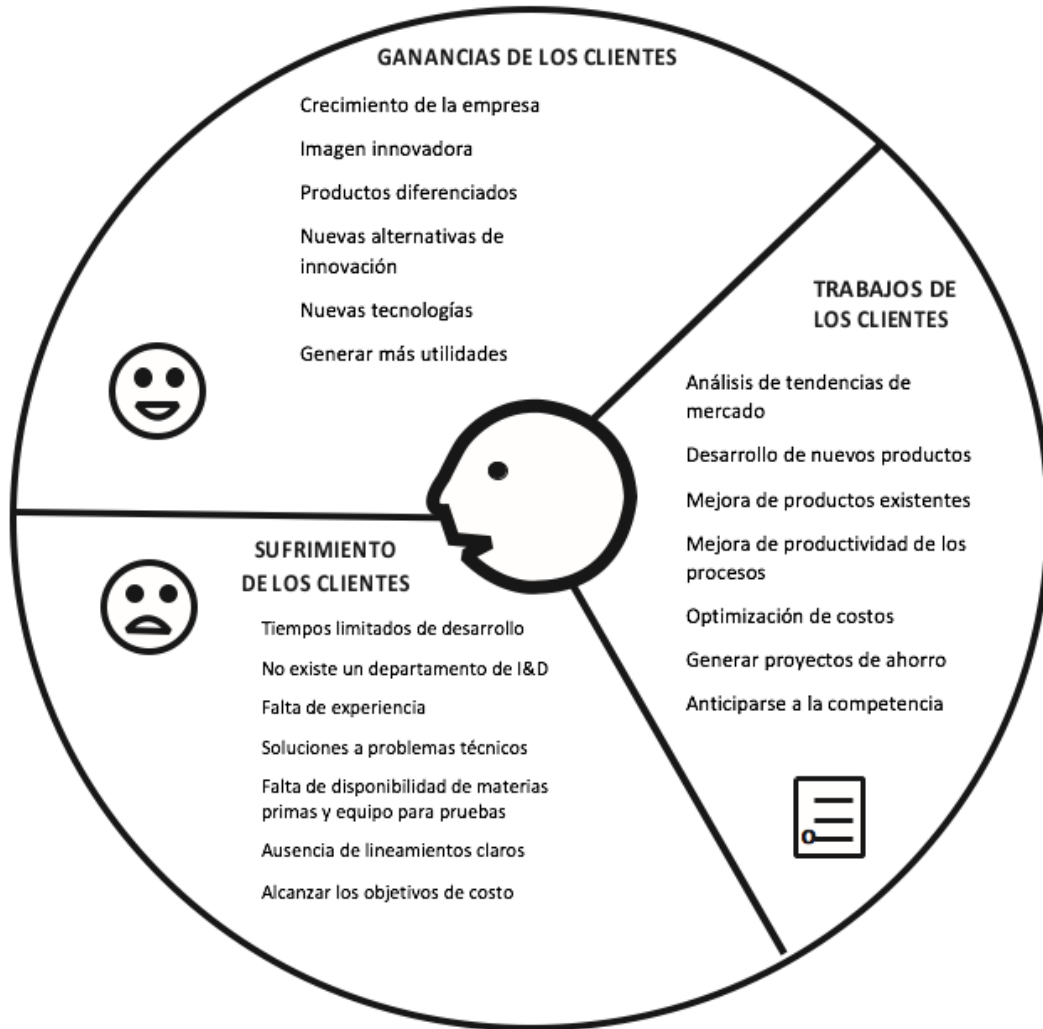 GANANCIAS DE LOS CLIENTES
Crecimiento de la empresa
Imagen innovadora
Productos diferenciados
Nuevas alternativas de
innovación
Nuevas tecnologías
Generar más utilidades
TRABAJOS DE
LOS CLIENTES
Análisis de tendencias de
mercado
Desarrollo de nuevos productos
Mejora de productos existentes
Mejora de productividad de los
procesos
Optimización de costos
Generar proyectos de ahorro
Anticiparse a la competencia
o
SUFRIMIENTO
DE LOS CLIENTES
Tiempos limitados de desarrollo
No existe un departamento de I&D
Falta de experiencia
Soluciones a problemas técnicos
Falta de disponibilidad de materias
primas y equipo para pruebas
Ausencia de lineamientos claros
Alcanzar los objetivos de costo